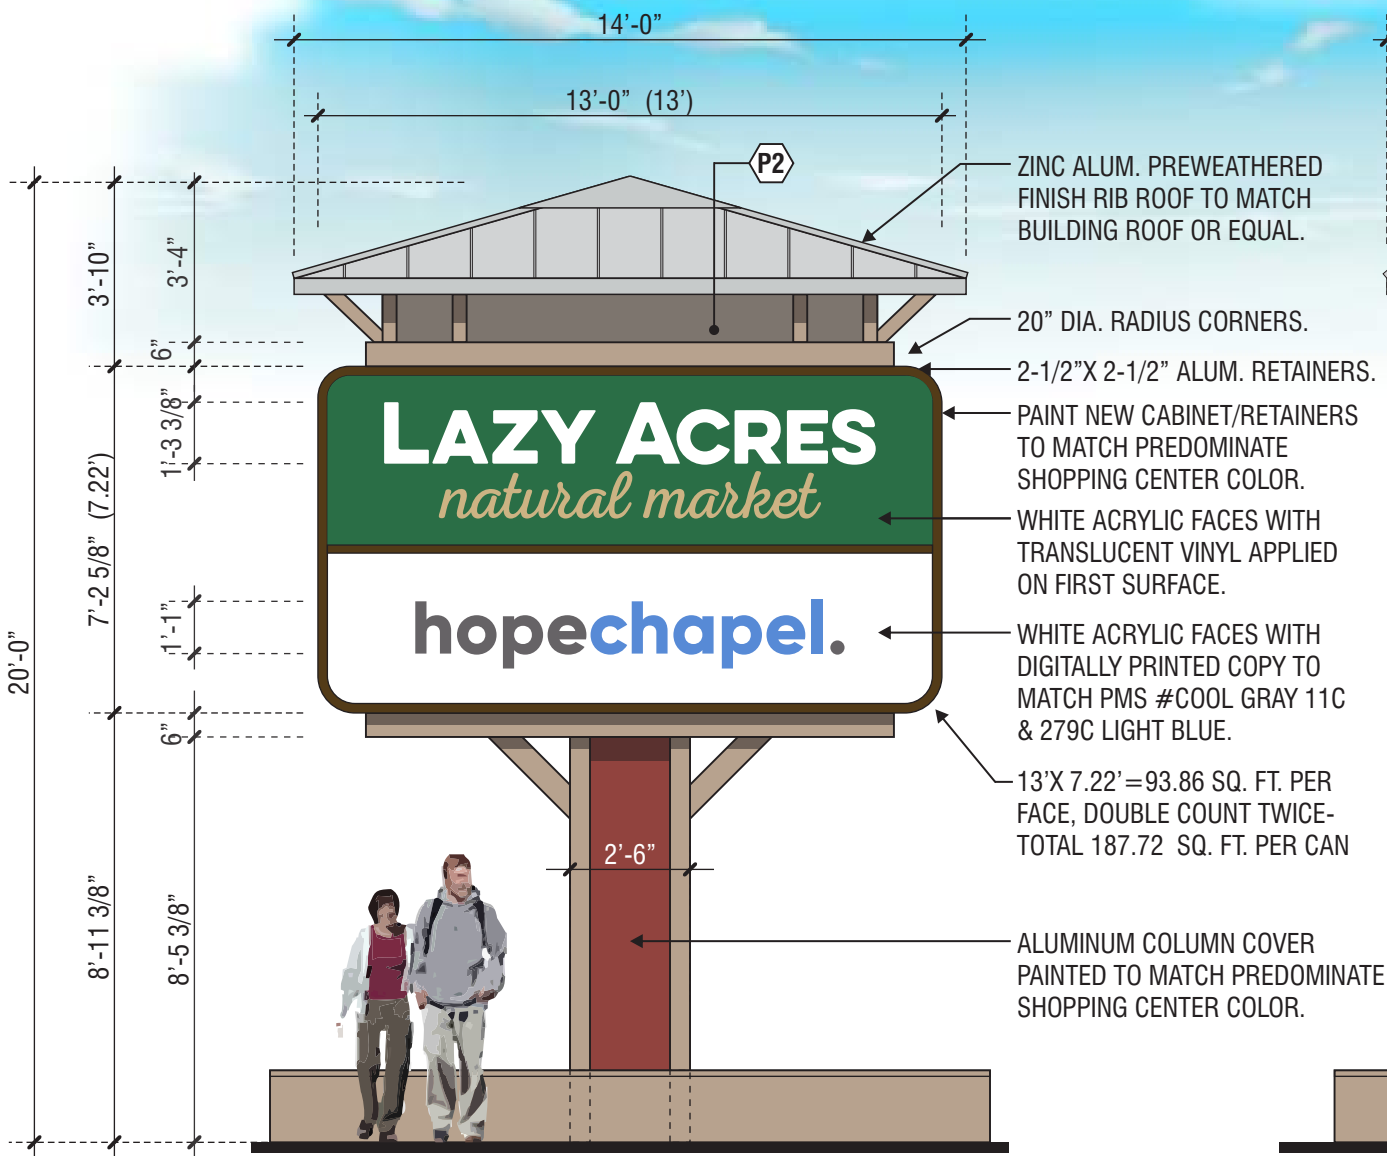 14’-0”
13’-0” (13’)
P2
ZINC ALUM. PREWEATHERED
FINISH RIB ROOF TO MATCH
BUILDING ROOF OR EQUAL.
3’-10”
3’-4”
20” DIA. RADIUS CORNERS.
6”
2-1/2”X 2-1/2” ALUM. RETAINERS.
1’-3 3/8”
LAZY ACRES
natural market
PAINT NEW CABINET/RETAINERS
TO MATCH PREDOMINATE
SHOPPING CENTER COLOR.
7’-2 5/8” (7.22’)
WHITE ACRYLIC FACES WITH
TRANSLUCENT VINYL APPLIED
ON FIRST SURFACE.
1’-1”
hopechapel.
WHITE ACRYLIC FACES WITH
DIGITALLY PRINTED COPY TO
MATCH PMS #COOL GRAY 11C
& 279C LIGHT BLUE.
20’-0”
6”
13’X 7.22’=93.86 SQ. FT. PER
FACE, DOUBLE COUNT TWICE-
TOTAL 187.72 SQ. FT. PER CAN
2’-6”
8’-11 3/8”
8’-5 3/8”
ALUMINUM COLUMN COVER
PAINTED TO MATCH PREDOMINATE
SHOPPING CENTER COLOR.